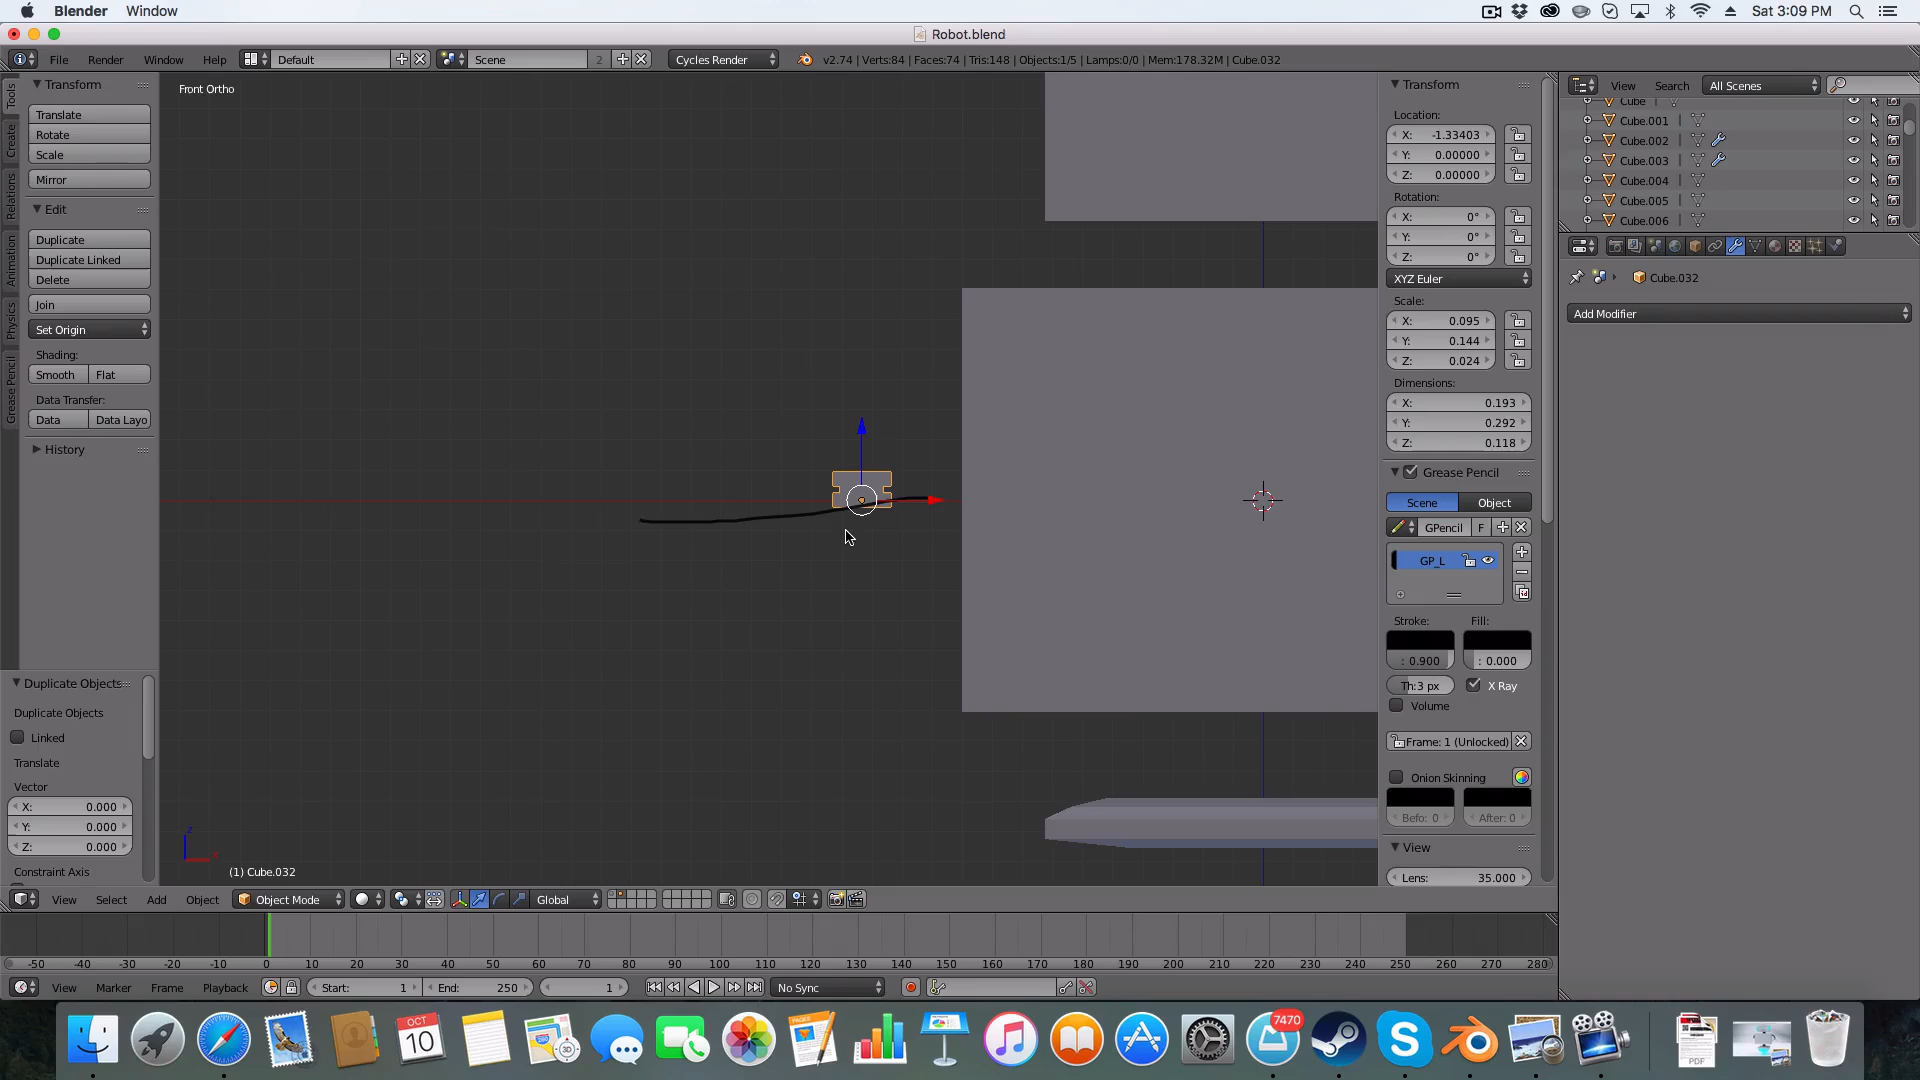 Blender Window Sat 3:09 PM
Robot.blend
File Render Window Help Default Scene 2 Cycles Render v2.74 | Verts:84 | Faces:74 | Tris:148 | Objects:1/5 | Lamps:0/0 | Mem:178.32M | Cube.032
Tools
Create
Relations
Animation
Physics
Grease Pencil
Transform
Translate
Rotate
Scale
Mirror
Edit
Duplicate
Duplicate Linked
Delete
Join
Set Origin
Shading:
Smooth Flat
Data Transfer:
Data Data Layo
History
Duplicate Objects
Duplicate Objects
Linked
Translate
Vector
X: 0.000
Y: 0.000
Z: 0.000
Constraint Axis
Front Ortho
z
x
(1) Cube.032
Transform
Location:
X: -1.33403
Y: 0.00000
Z: 0.00000
Rotation:
X: 0°
Y: 0°
Z: 0°
XYZ Euler
Scale:
X: 0.095
Y: 0.144
Z: 0.024
Dimensions:
X: 0.193
Y: 0.292
Z: 0.118
Grease Pencil
Scene Object
GPencil F
GP_L
Stroke: Fill:
: 0.900 : 0.000
Th:3 px X Ray
Volume
Frame: 1 (Unlocked)
Onion Skinning
Befo: 0 After: 0
View
Lens: 35.000
View Search All Scenes
Cube
Cube.001
Cube.002
Cube.003
Cube.004
Cube.005
Cube.006
Cube.032
Add Modifier
View Select Add Object Object Mode Global
-50 -40 -30 -20 -10 0 10 20 30 40 50 60 70 80 90 100 110 120 130 140 150 160 170 180 190 200 210 220 230 240 250 260 270 280
View Marker Frame Playback Start: 1 End: 250 1 No Sync
OCT
10
PAGES
7470
PDF